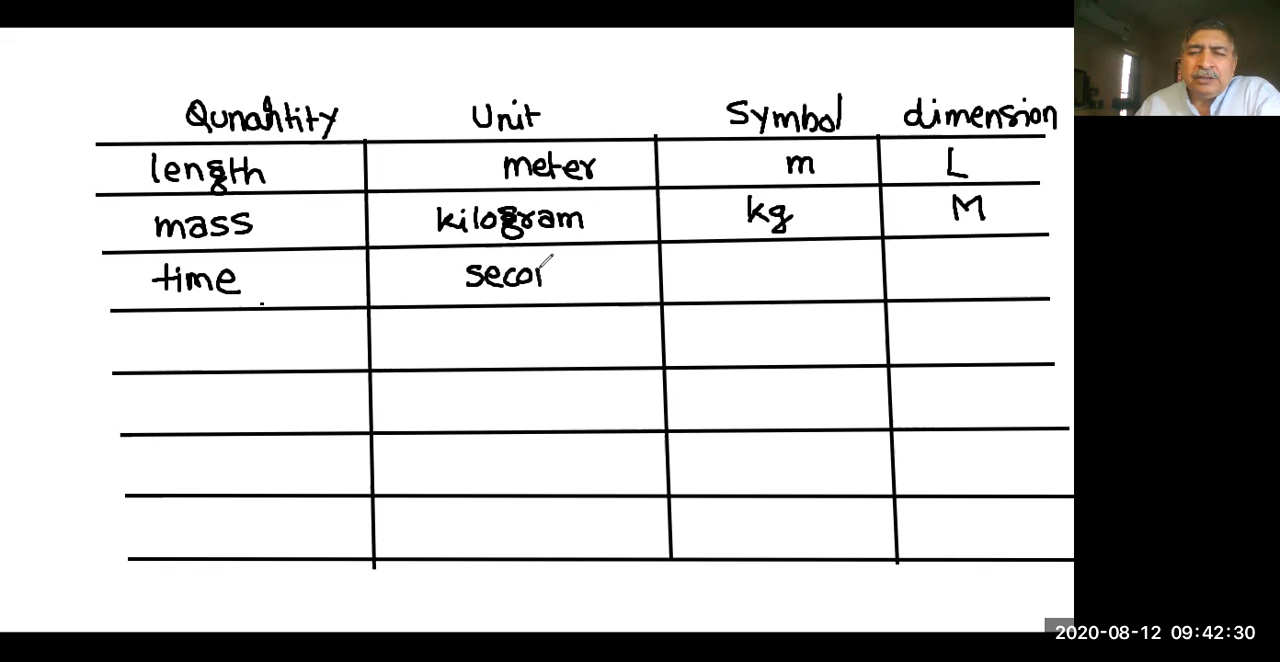 Qunahtity Unit Symbol dimension
length meter m L
mass kilogram kg M
time secor
2020-08-12 09:42:30